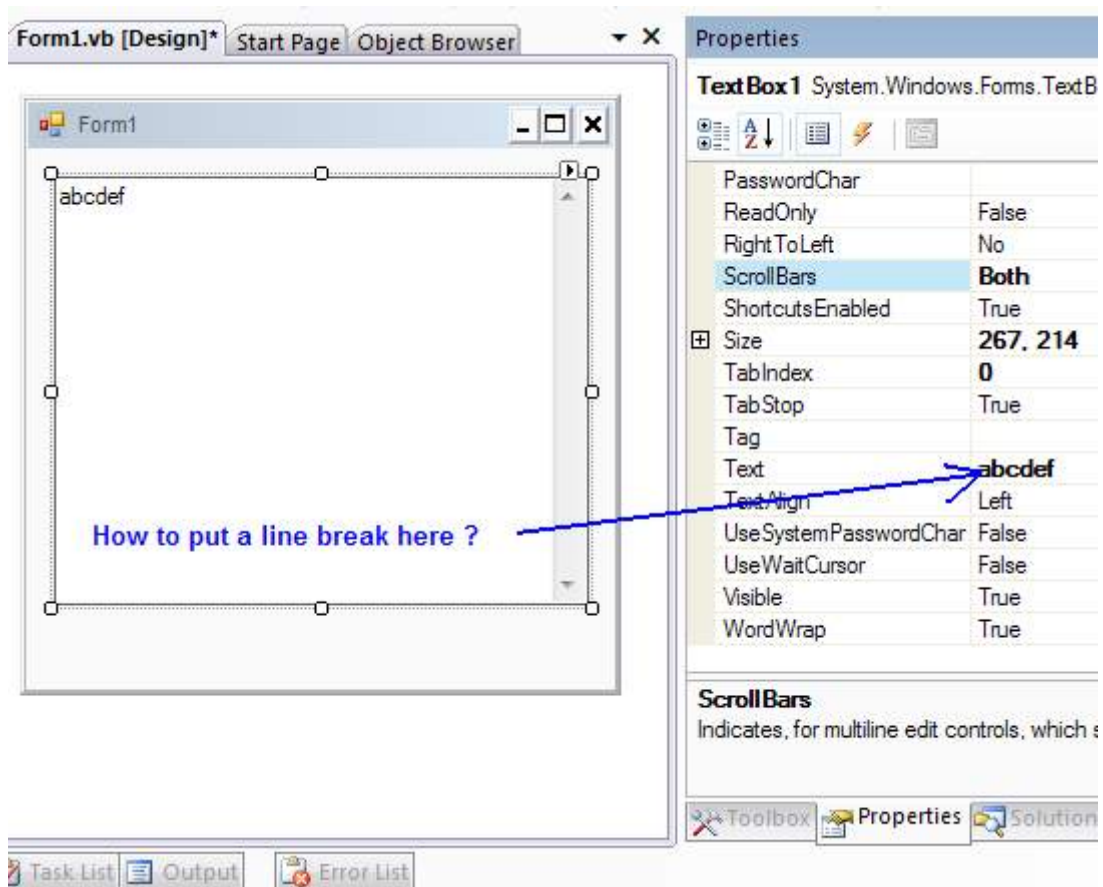 Form1.vb [Design]* Start Page Object Browser
Form1
abcdef
How to put a line break here ?
Properties
TextBox1 System.Windows.Forms.TextB
PasswordChar
ReadOnly False
RightToLeft No
ScrollBars Both
ShortcutsEnabled True
Size 267, 214
TabIndex 0
TabStop True
Tag
Text abcdef
TextAlign Left
UseSystemPasswordChar False
UseWaitCursor False
Visible True
WordWrap True
ScrollBars
Indicates, for multiline edit controls, which s
Toolbox Properties Solution
Task List Output Error List